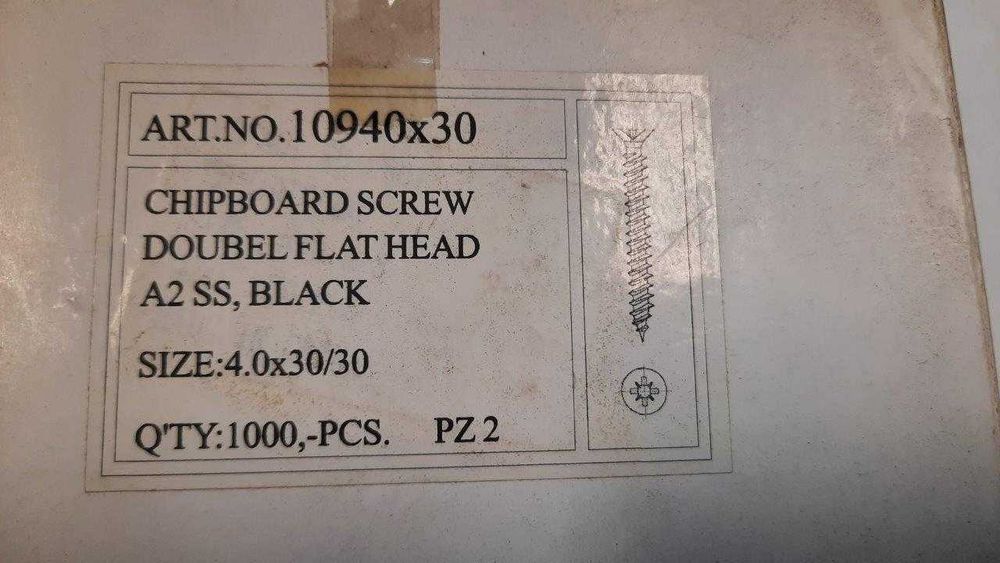 ART.NO.10940x30
CHIPBOARD SCREW
DOUBEL FLAT HEAD
A2 SS, BLACK
SIZE:4.0x30/30
Q'TY:1000,-PCS. PZ 2